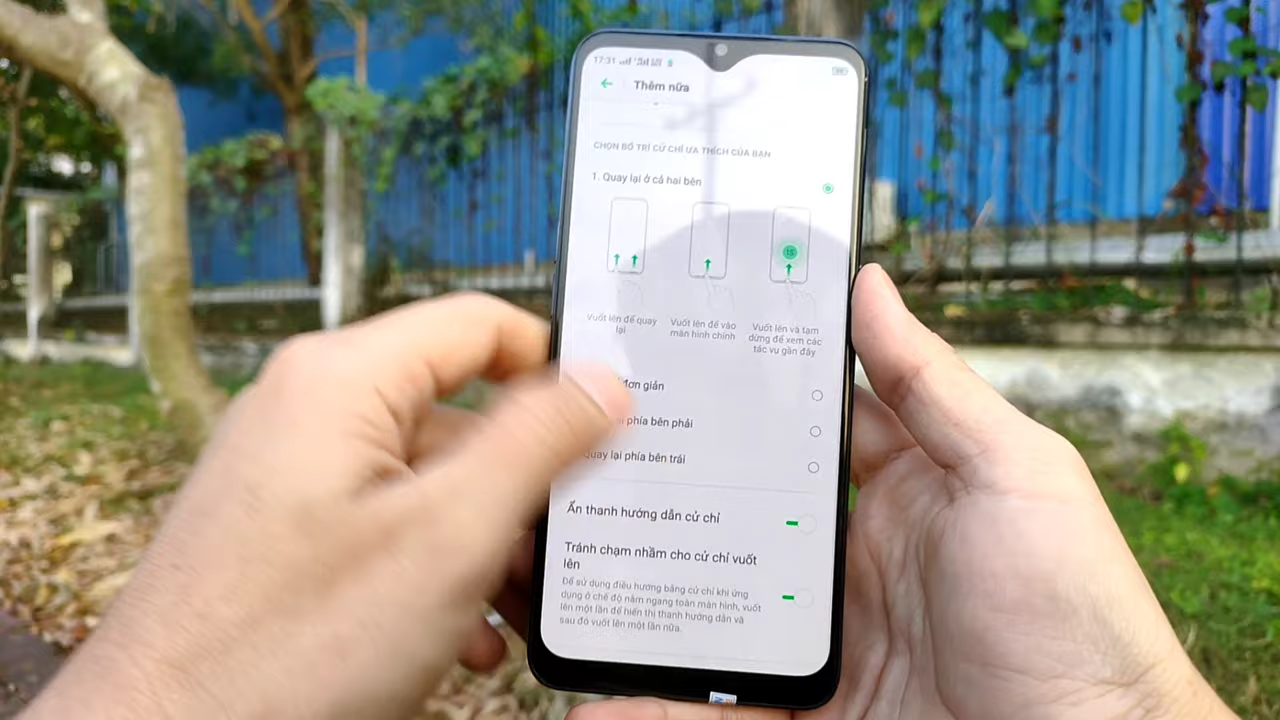 17:31
Thêm nữa
CHỌN BỐ TRÍ CỬ CHỈ ƯA THÍCH CỦA BẠN
1. Quay lại ở cả hai bên
Vuốt lên để quay
lại
Vuốt lên để vào
màn hình chính
Vuốt lên và tạm
dừng để xem các
tác vụ gần đây
đơn giản
phía bên phải
Quay lại phía bên trái
Ẩn thanh hướng dẫn cử chỉ
Tránh chạm nhầm cho cử chỉ vuốt
lên
Để sử dụng điều hướng bằng cử chỉ khi ứng
dụng ở chế độ nằm ngang toàn màn hình, vuốt
lên một lần để hiển thị thanh hướng dẫn và
sau đó vuốt lên một lần nữa.